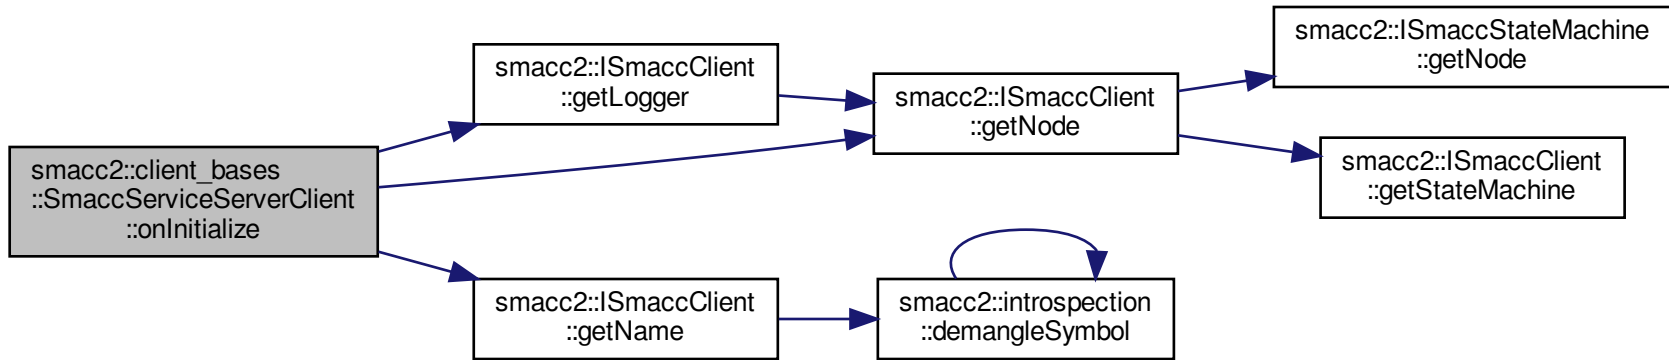 smacc2::client_bases
::SmaccServiceServerClient
::onInitialize
smacc2::ISmaccClient
::getLogger
smacc2::ISmaccClient
::getNode
smacc2::ISmaccStateMachine
::getNode
smacc2::ISmaccClient
::getStateMachine
smacc2::ISmaccClient
::getName
smacc2::introspection
::demangleSymbol